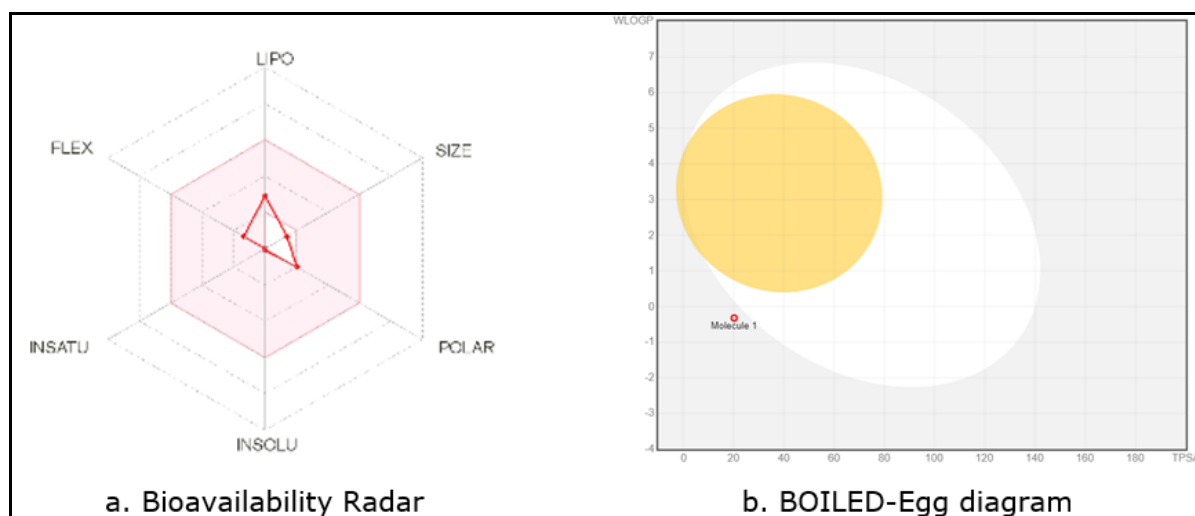 LIPO
FLEX
SIZE
INSATU
POLAR
INSOLU
a. Bioavailability Radar
WLOGP
7
6
5
4
3
2
1
0
-1
-2
-3
-4
Molecule 1
0 20 40 60 80 100 120 140 160 180 TPSA
b. BOILED-Egg diagram